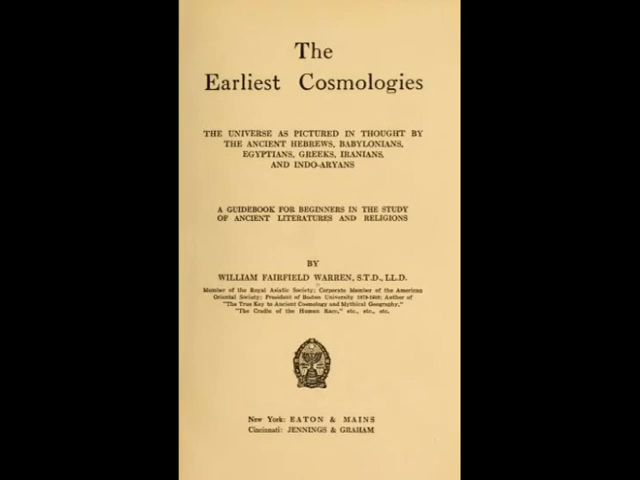 The
Earliest Cosmologies
THE UNIVERSE AS PICTURED IN THOUGHT BY
THE ANCIENT HEBREWS, BABYLONIANS,
EGYPTIANS, GREEKS, IRANIANS,
AND INDO-ARYANS
A GUIDEBOOK FOR BEGINNERS IN THE STUDY
OF ANCIENT LITERATURES AND RELIGIONS
BY
WILLIAM FAIRFIELD WARREN, S.T.D., LL.D.
Member of the Royal Asiatic Society; Corporate Member of the American
Oriental Society; President of Boston University 1873-1903; Author of
"The True Key to Ancient Cosmology and Mythical Geography,"
"The Cradle of the Human Race," etc., etc., etc.
New York: EATON & MAINS
Cincinnati: JENNINGS & GRAHAM